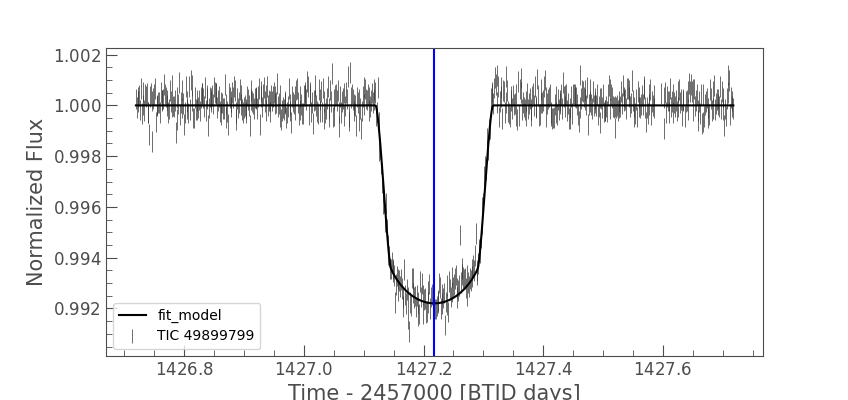 1.002
1.000
0.998
0.996
0.994
0.992
Normalized Flux
fit_model
TIC 49899799
1426.8 1427.0 1427.2 1427.4 1427.6
Time - 2457000 [BTJD days]